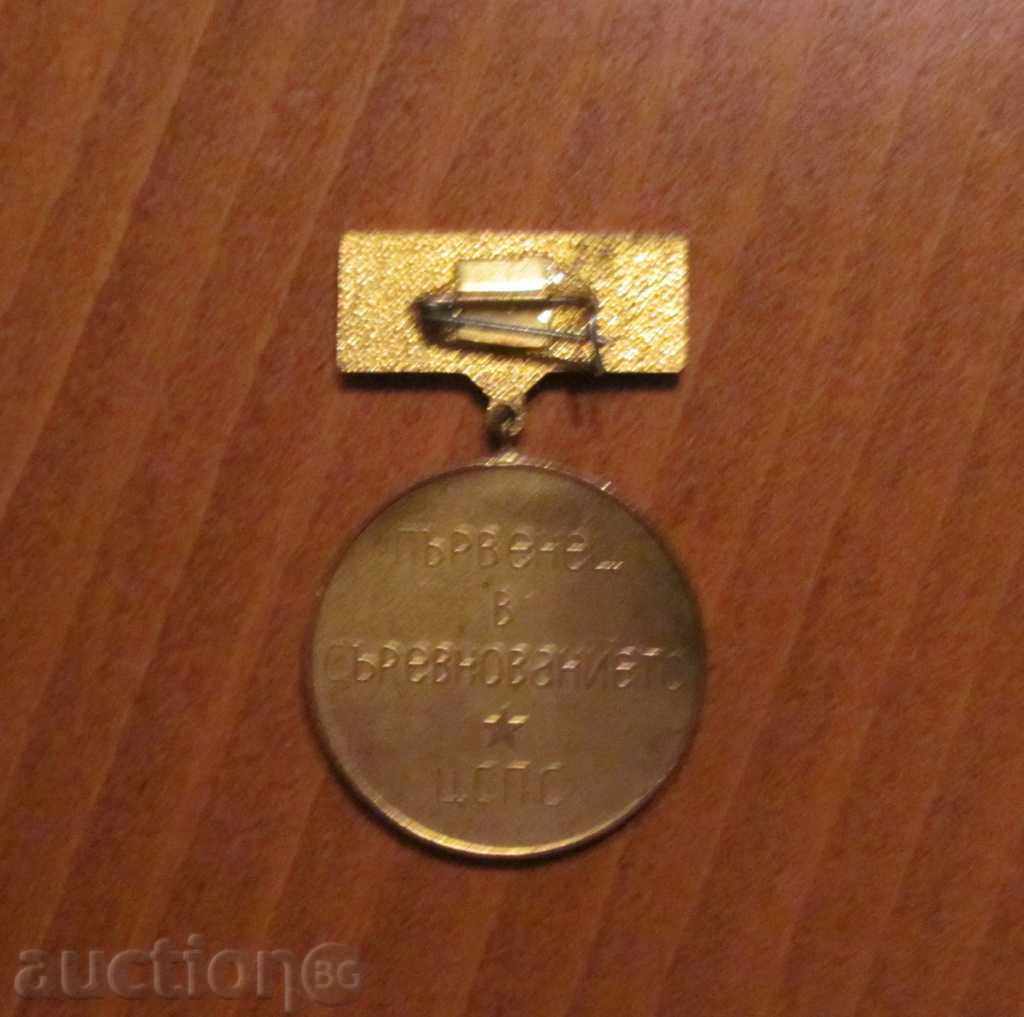 първенец
в
съревнованието
★
ЦСПС
auctionBG